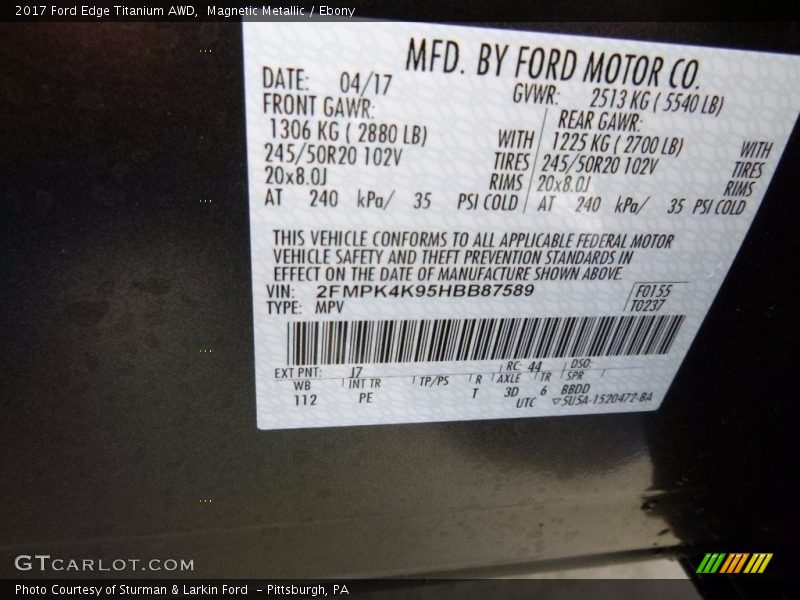 2017 Ford Edge Titanium AWD, Magnetic Metallic / Ebony
MFD. BY FORD MOTOR CO.
DATE: 04/17 GVWR: 2513 KG ( 5540 LB)
FRONT GAWR: REAR GAWR:
1306 KG ( 2880 LB) WITH 1225 KG ( 2700 LB) WITH
245/50R20 102V TIRES 245/50R20 102V TIRES
20x8.0J RIMS 20x8.0J RIMS
AT 240 kPa/ 35 PSI COLD AT 240 kPa/ 35 PSI COLD
THIS VEHICLE CONFORMS TO ALL APPLICABLE FEDERAL MOTOR
VEHICLE SAFETY AND THEFT PREVENTION STANDARDS IN
EFFECT ON THE DATE OF MANUFACTURE SHOWN ABOVE.
VIN: 2FMPK4K95HBB87589 F0155
TYPE: MPV T0237
EXT PNT: J7 RC: 44 DSO:
WB INT TR TP/PS R AXLE TR SPR
112 PE T 3D 6 BBDD
UTC ▽5U5A-1520472-BA
GTCARLOT.COM
Photo Courtesy of Sturman & Larkin Ford - Pittsburgh, PA